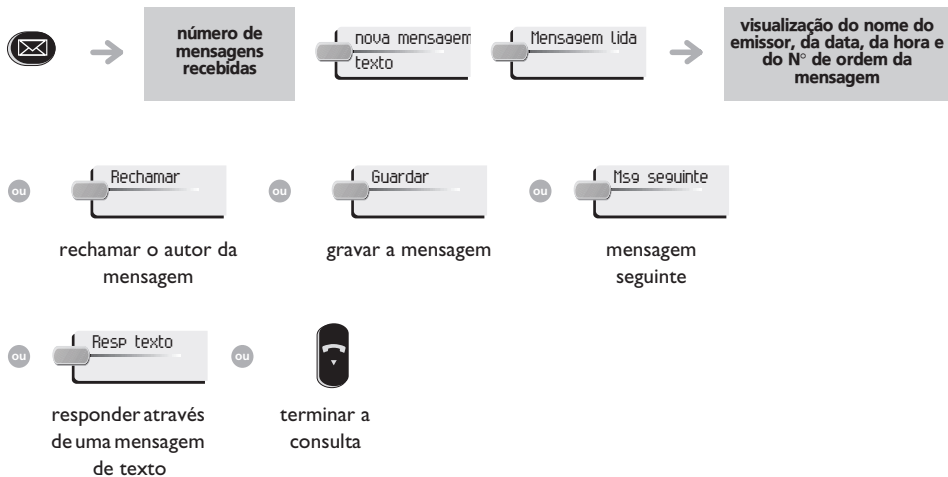 número de
mensagens
recebidas
nova mensagem
texto
Mensagem lida
visualização do nome do
emissor, da data, da hora e
do N° de ordem da
mensagem
ou
Rechamar
ou
Guardar
ou
Msg seguinte
rechamar o autor da
mensagem
gravar a mensagem
mensagem
seguinte
ou
Resp texto
ou
responder através
de uma mensagem
de texto
terminar a
consulta